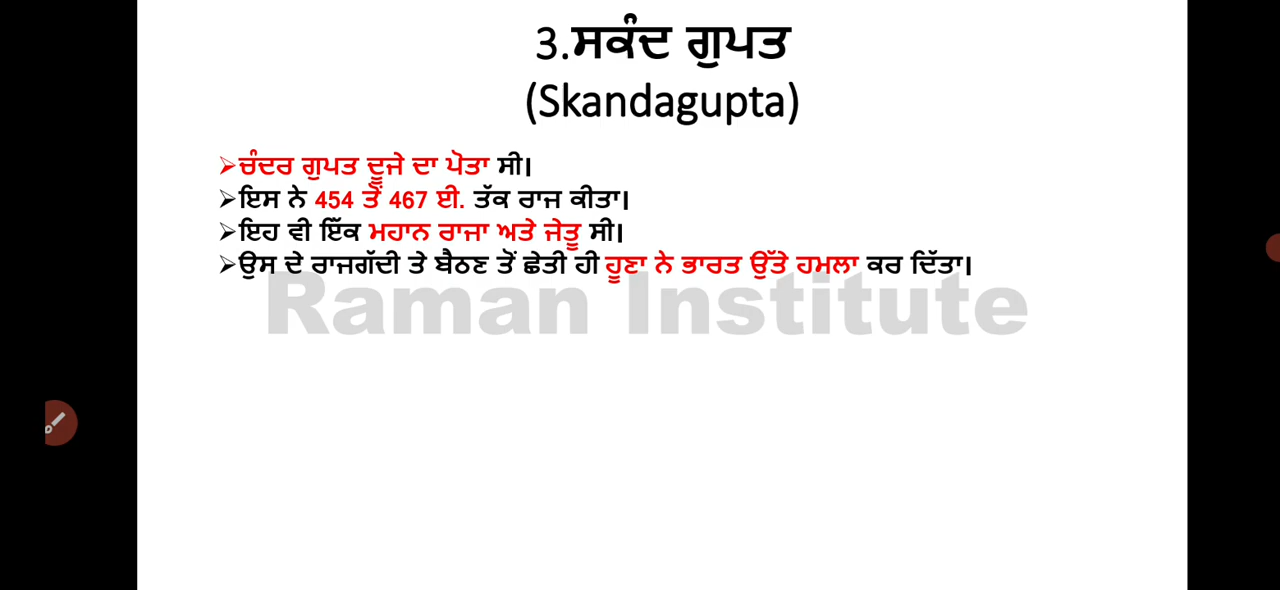 3.ਸਕੰਦ ਗੁਪਤ
(Skandagupta)
➢ਚੰਦਰ ਗੁਪਤ ਦੂਜੇ ਦਾ ਪੋਤਾ ਸੀ।
➢ਇਸ ਨੇ 454 ਤੋਂ 467 ਈ. ਤੱਕ ਰਾਜ ਕੀਤਾ।
➢ਇਹ ਵੀ ਇੱਕ ਮਹਾਨ ਰਾਜਾ ਅਤੇ ਜੇਤੂ ਸੀ।
➢ਉਸ ਦੇ ਰਾਜਗੱਦੀ ਤੇ ਬੈਠਣ ਤੋਂ ਛੇਤੀ ਹੀ ਹੂਣਾ ਨੇ ਭਾਰਤ ਉੱਤੇ ਹਮਲਾ ਕਰ ਦਿੱਤਾ।
Raman Institute